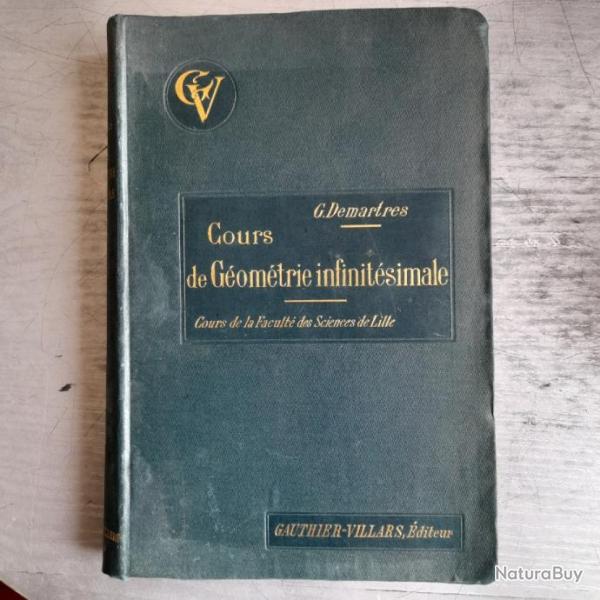 GV
G. Demartres
Cours
de Géométrie infinitésimale
Cours de la Faculté des Sciences de Lille
GAUTHIER-VILLARS, Éditeur
NaturaBuy